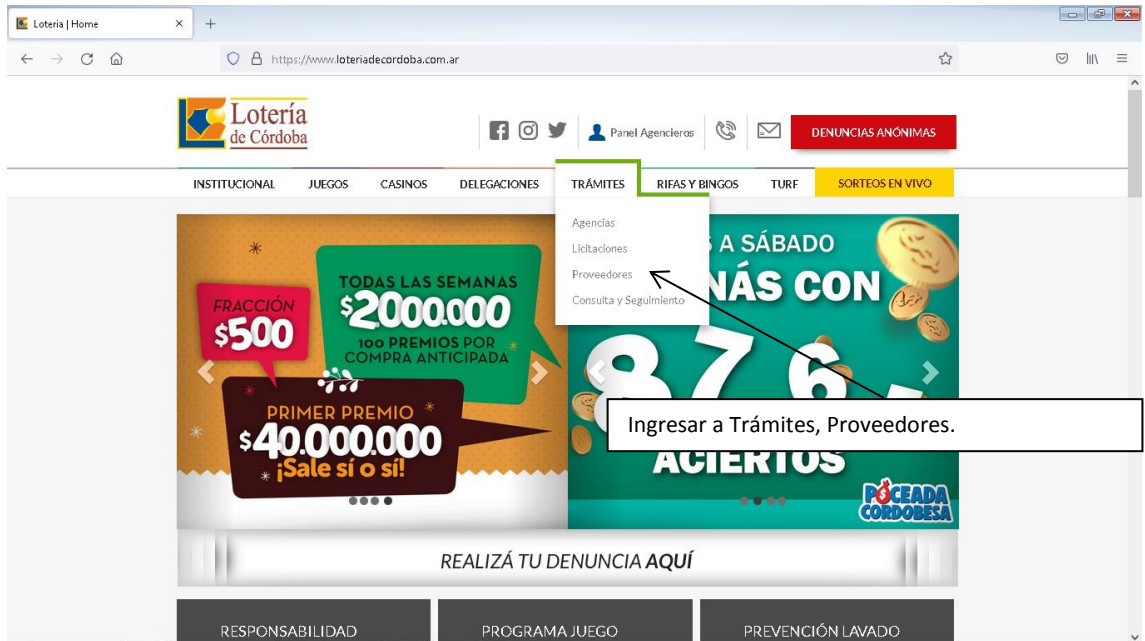 Loteria | Home
https://www.loteriadecordoba.com.ar
Lotería
de Córdoba
Panel Agencieros
DENUNCIAS ANÓNIMAS
INSTITUCIONAL JUEGOS CASINOS DELEGACIONES TRÁMITES RIFAS Y BINGOS TURF SORTEOS EN VIVO
Agencias
Licitaciones
Proveedores
Consulta y Seguimiento
TODAS LAS SEMANAS
$2.000.000
100 PREMIOS POR
COMPRA ANTICIPADA
FRACCIÓN
$500
PRIMER PREMIO
$40.000.000
¡Sale sí o sí!
A SÁBADO
CON
876
Ingresar a Trámites, Proveedores.
ACIERTOS
POCEADA
CORDOBESA
REALIZÁ TU DENUNCIA AQUÍ
RESPONSABILIDAD PROGRAMA JUEGO PREVENCIÓN LAVADO